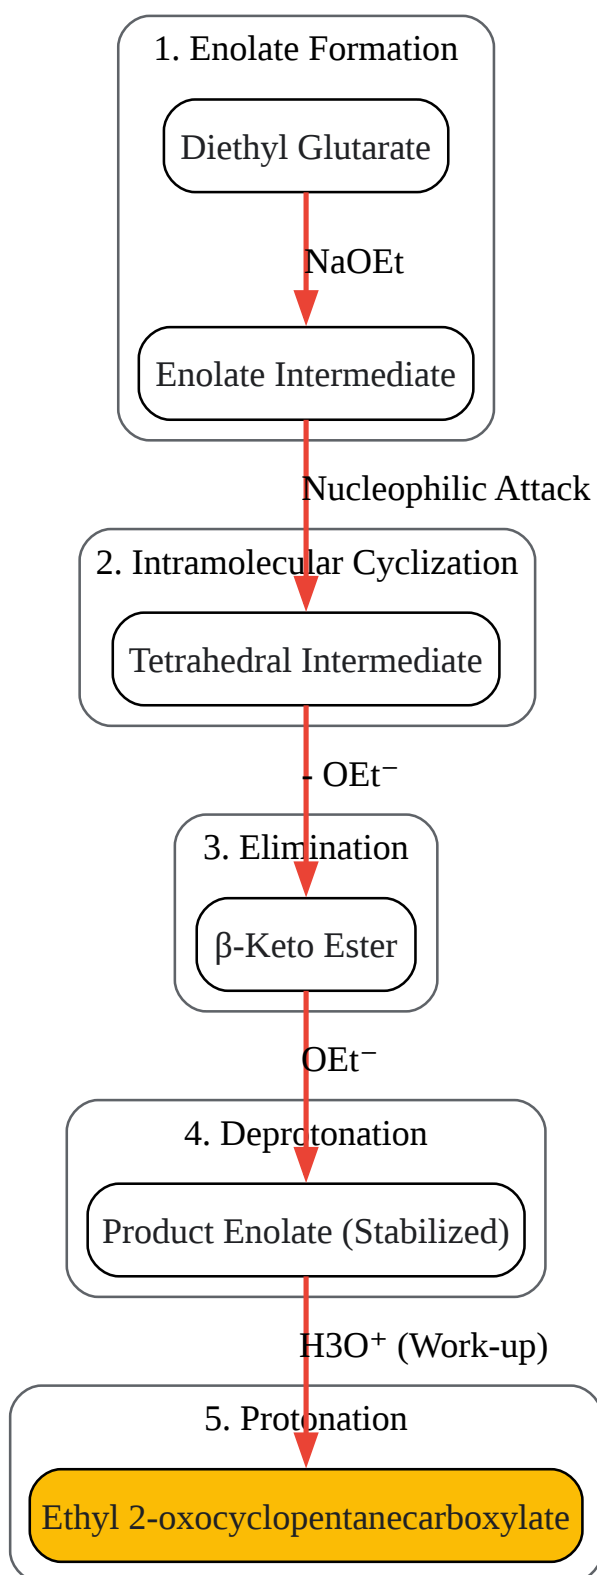 1. Enolate Formation
Diethyl Glutarate
NaOEt
Enolate Intermediate
Nucleophilic Attack
2. Intramolecular Cyclization
Tetrahedral Intermediate
- OEt⁻
3. Elimination
β-Keto Ester
OEt⁻
4. Deprotonation
Product Enolate (Stabilized)
H3O⁺ (Work-up)
5. Protonation
Ethyl 2-oxocyclopentanecarboxylate